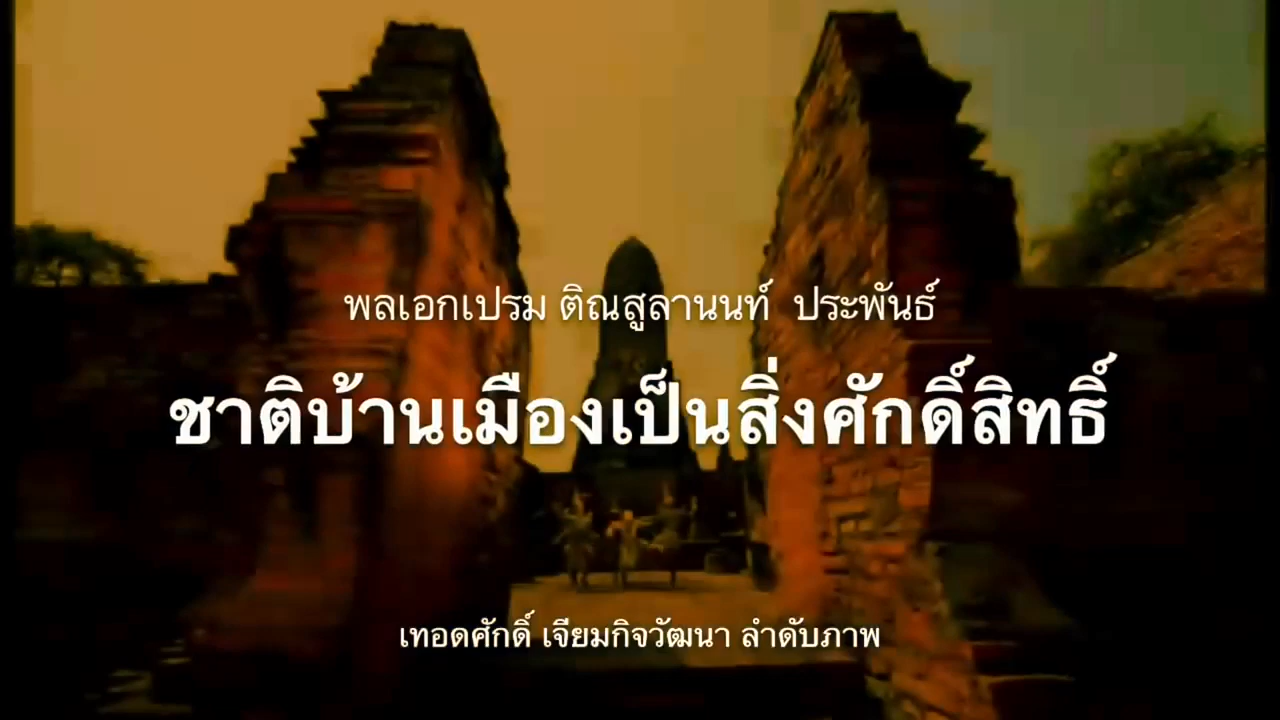 พลเอกเปรม ติณสูลานนท์ ประพันธ์
ชาติบ้านเมืองเป็นสิ่งศักดิ์สิทธิ์
เทอดศักดิ์ เจียมกิจวัฒนา ลำดับภาพ